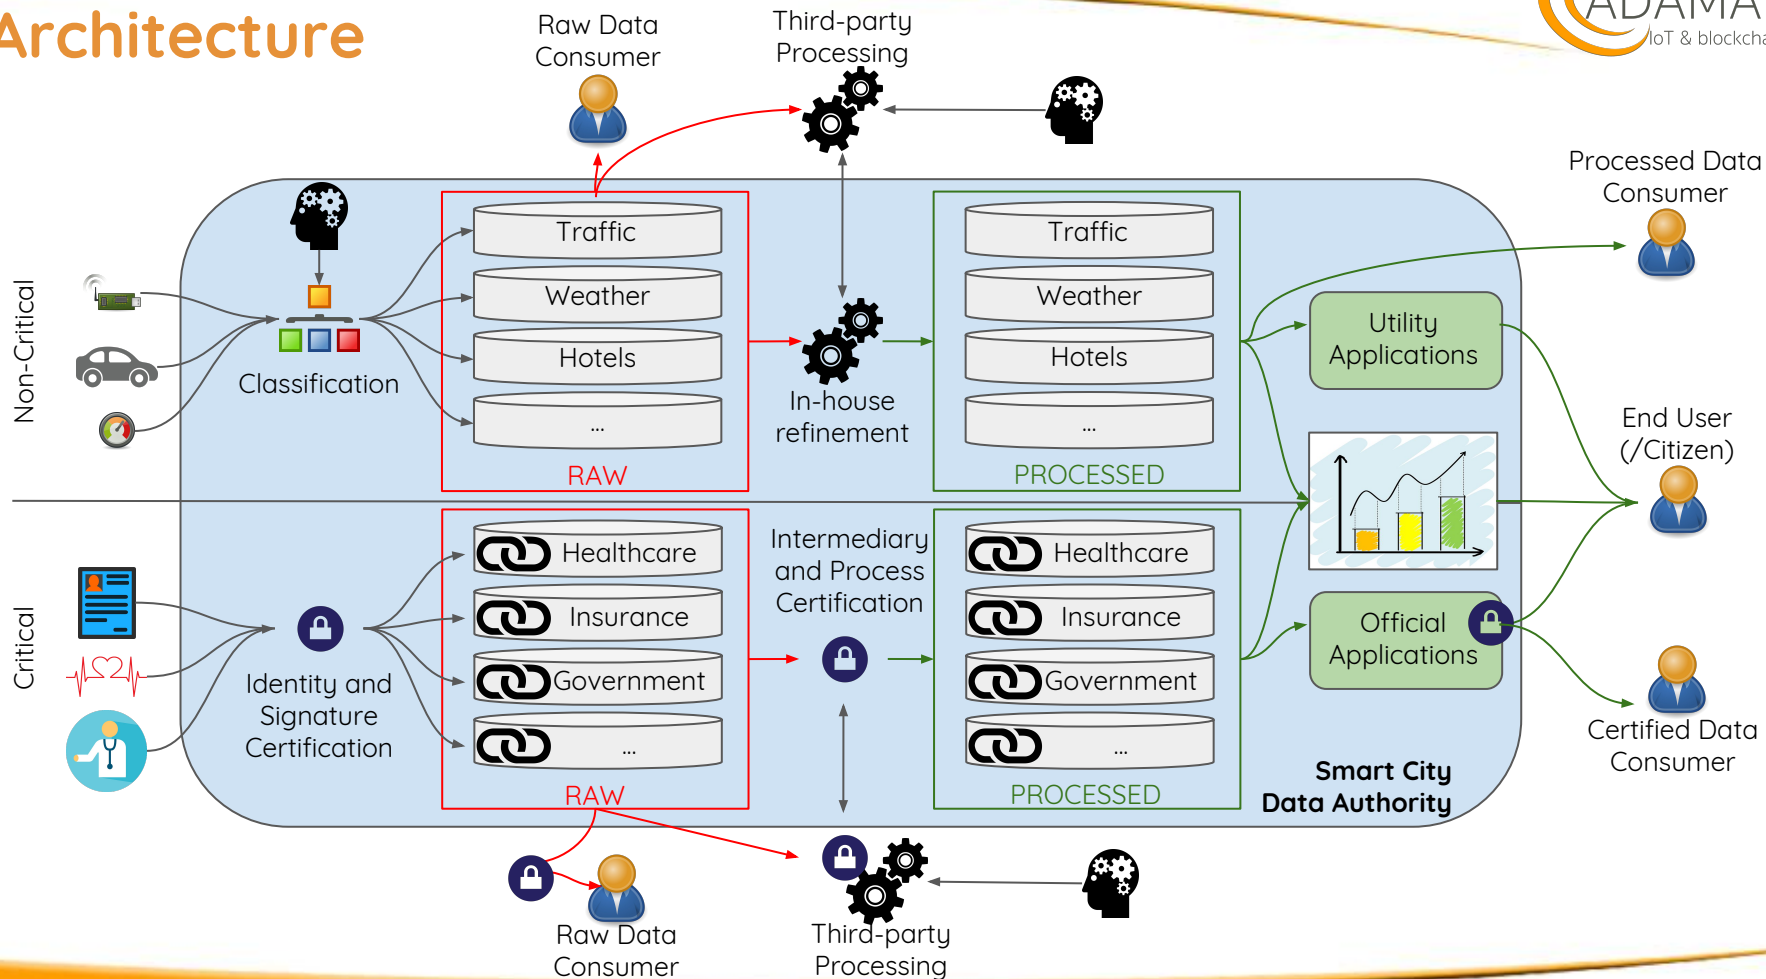 Architecture
ADAMA
IoT & blockcha
Raw Data
Consumer
Third-party
Processing
Processed Data
Consumer
Non-Critical
Classification
Traffic
Weather
Hotels
...
RAW
In-house
refinement
Traffic
Weather
Hotels
...
PROCESSED
Utility
Applications
End User
(/Citizen)
Critical
Identity and
Signature
Certification
Healthcare
Insurance
Government
...
RAW
Intermediary
and Process
Certification
Healthcare
Insurance
Government
...
PROCESSED
Official
Applications
Smart City
Data Authority
Certified Data
Consumer
Raw Data
Consumer
Third-party
Processing